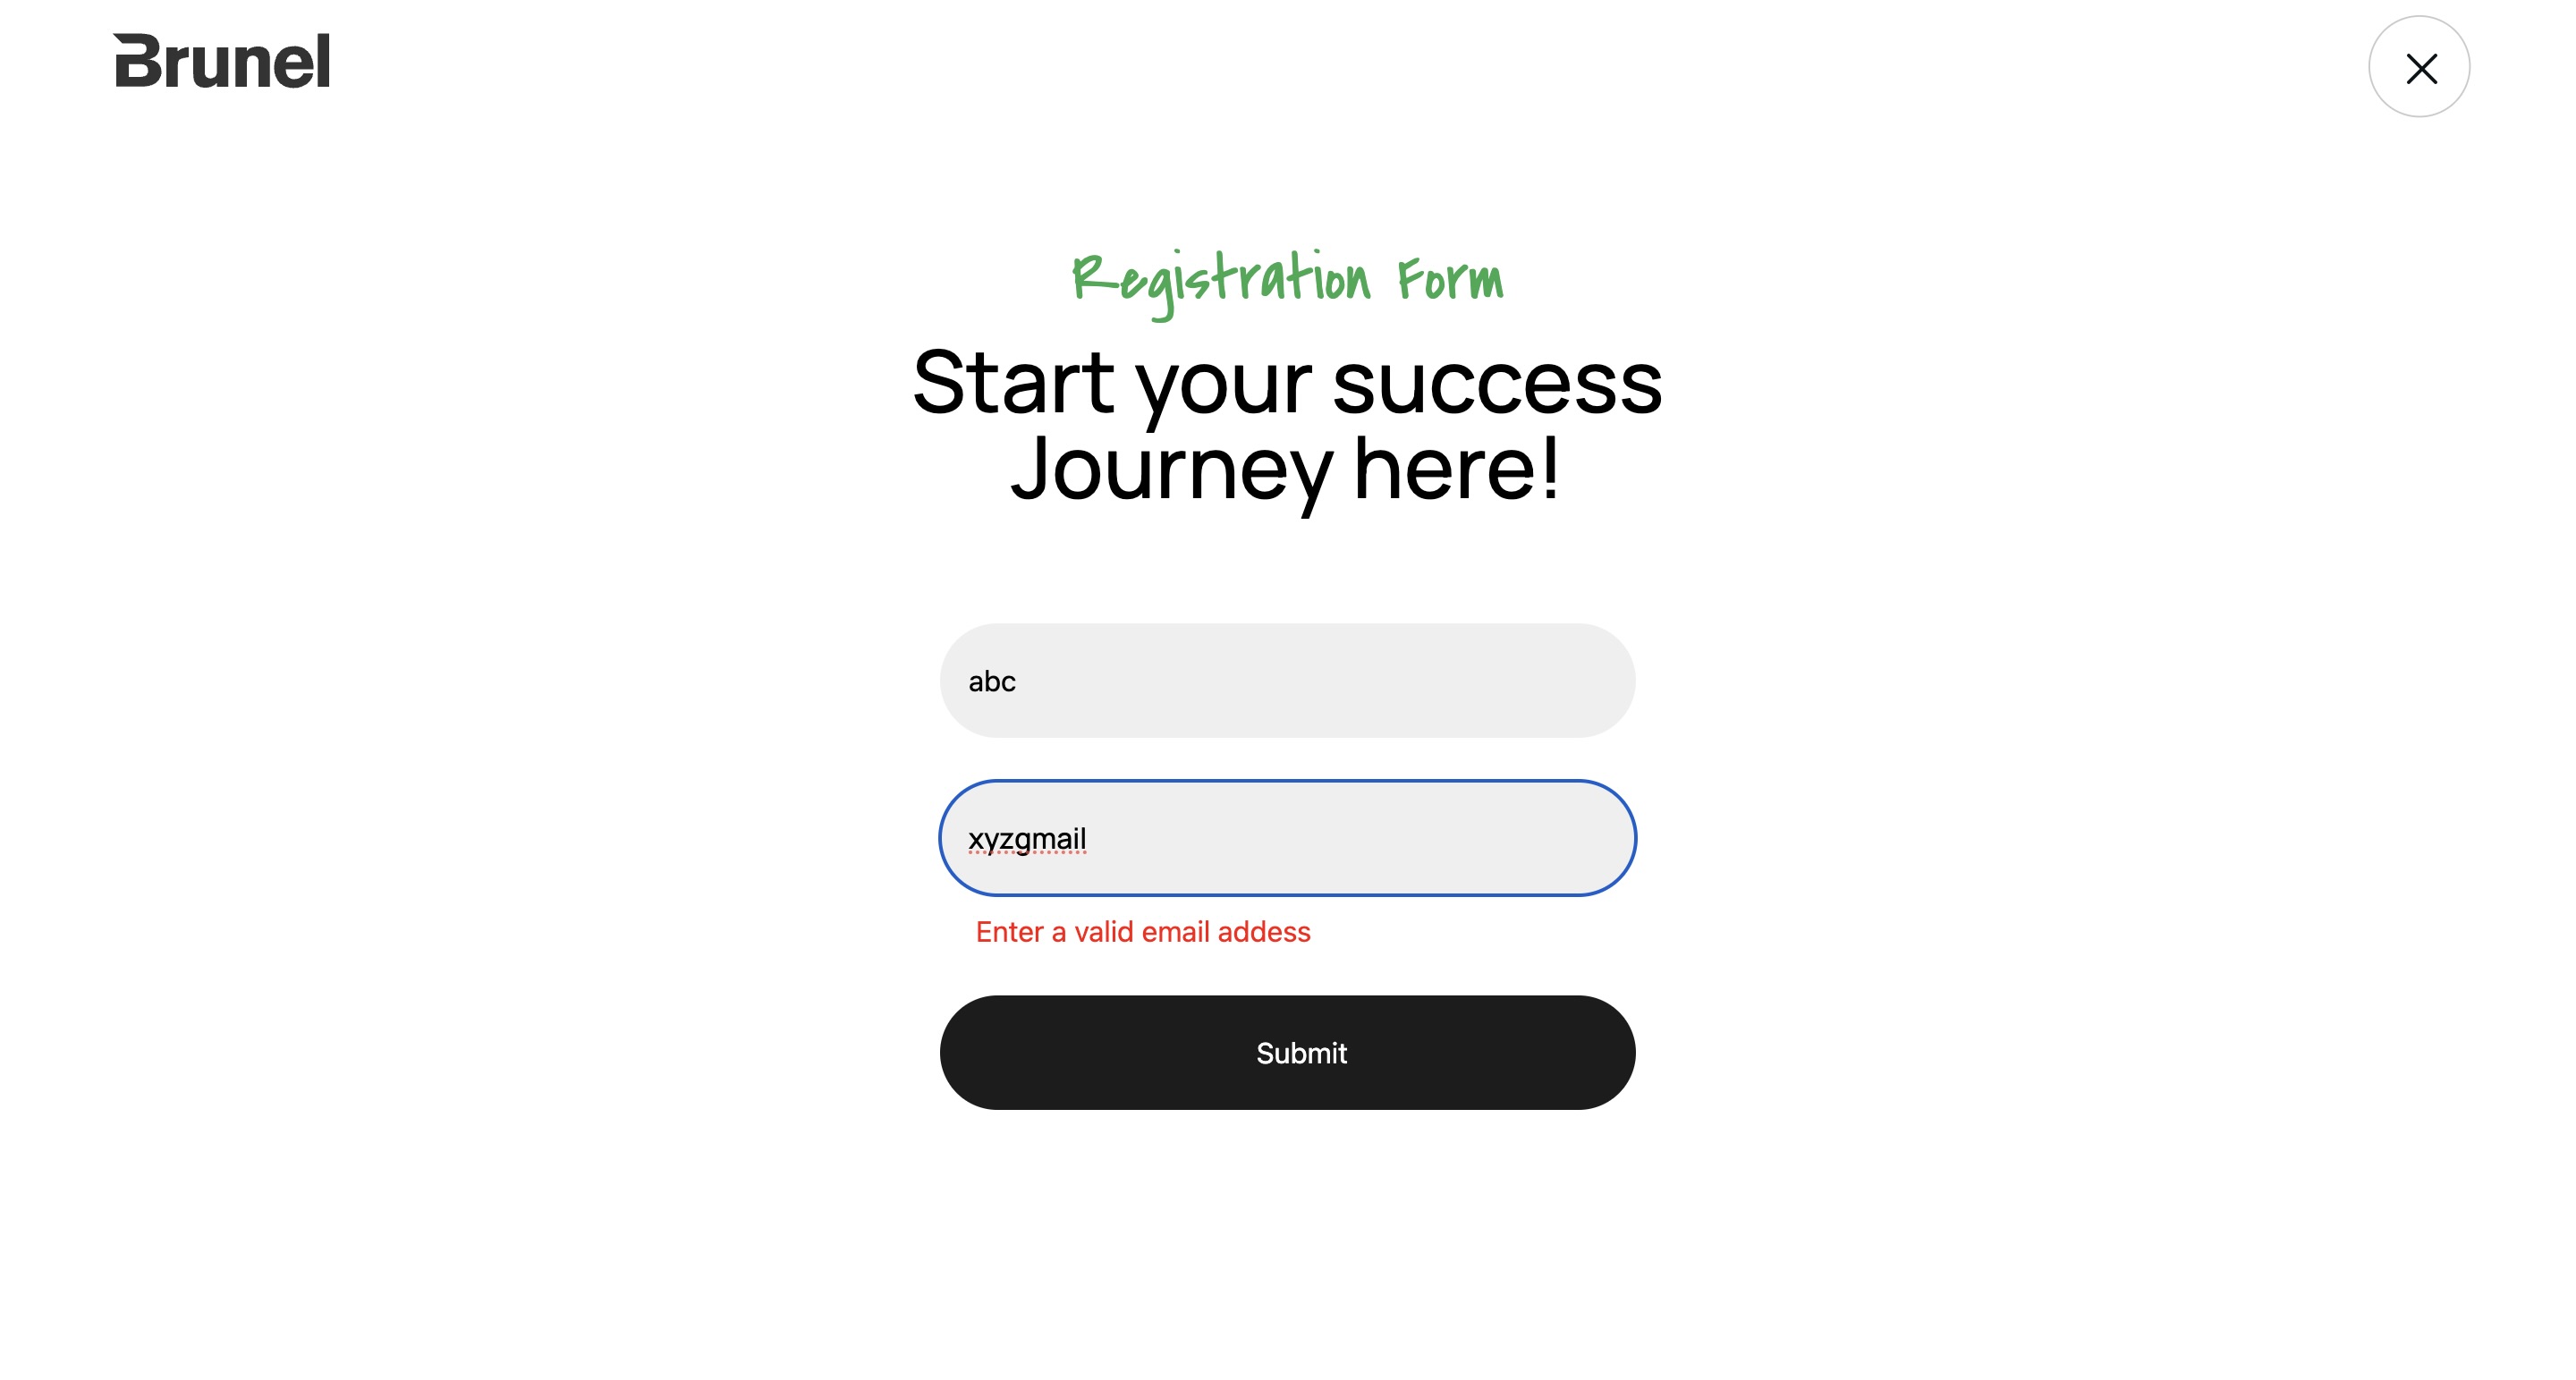 Brunel
Registration Form
Start your success
Journey here!
abc
xyzgmail
Enter a valid email addess
Submit